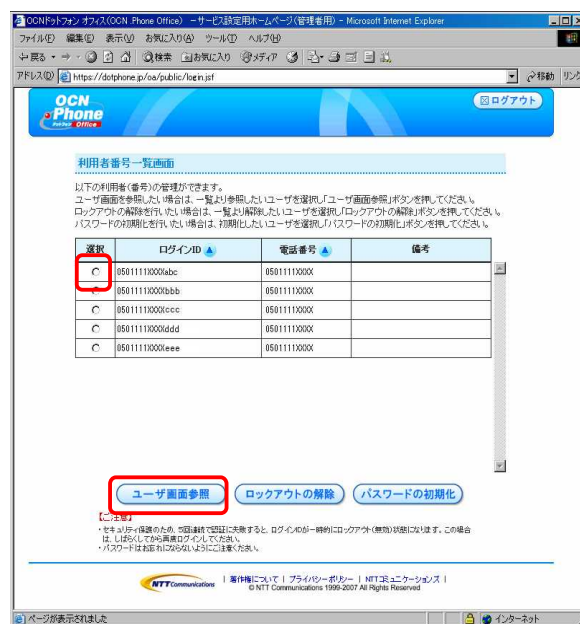 OCNドットフォン オフィス(OCN .Phone Office) －サービス設定用ホームページ(管理者用) - Microsoft Internet Explorer
ファイル(F) 編集(E) 表示(V) お気に入り(A) ツール(T) ヘルプ(H)
戻る 検索 お気に入り メディア
アドレス(D) https://dotphone.jp/oa/public/login.jsf 移動 リンク
OCN
.Phone
Office
ログアウト
利用者番号一覧画面
以下の利用者(番号)の管理ができます。
ユーザ画面を参照したい場合は、一覧より参照したいユーザを選択し「ユーザ画面参照」ボタンを押してください。
ロックアウトの解除を行いたい場合は、一覧より解除したいユーザを選択し「ロックアウトの解除」ボタンを押してください。
パスワードの初期化を行いたい場合は、初期化したいユーザを選択し「パスワードの初期化」ボタンを押してください。
選択 ログインID ▲ 電話番号 ▲ 備考
0501111XXXXabc 0501111XXXX
0501111XXXXbbb 0501111XXXX
0501111XXXXccc 0501111XXXX
0501111XXXXddd 0501111XXXX
0501111XXXXeee 0501111XXXX
ユーザ画面参照 ロックアウトの解除 パスワードの初期化
【ご注意】
・セキュリティ保護のため、5回連続で認証に失敗すると、ログインIDが一時的にロックアウト(無効)状態になります。この場合
は、しばらくしてから再度ログインしてください。
・パスワードはお忘れにならないようにご注意ください。
NTT Communications | 著作権について | プライバシーポリシー | NTTコミュニケーションズ |
© NTT Communications 1999-2007 All Rights Reserved
ページが表示されました インターネット